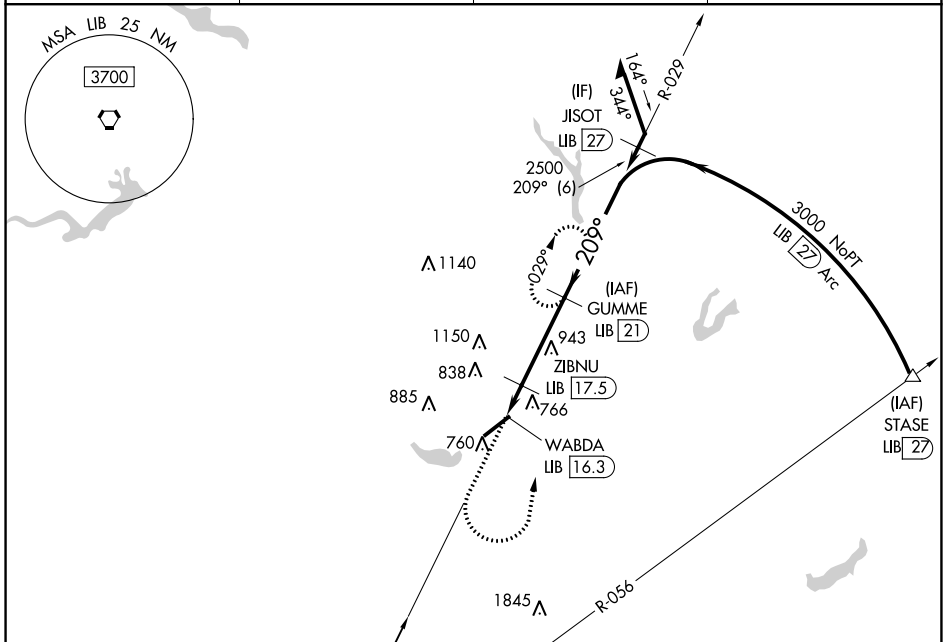 MSA LIB 25 NM
3700
164°
344°
R-029
(IF)
JISOT
LIB 27
2500
209° (6)
3000 NoPT
LIB 27 Arc
209°
029°
1140
(IAF)
GUMME
LIB 21
1150
943
838
ZIBNU
LIB 17.5
885
766
(IAF)
STASE
LIB 27
760
WABDA
LIB 16.3
R-056
1845